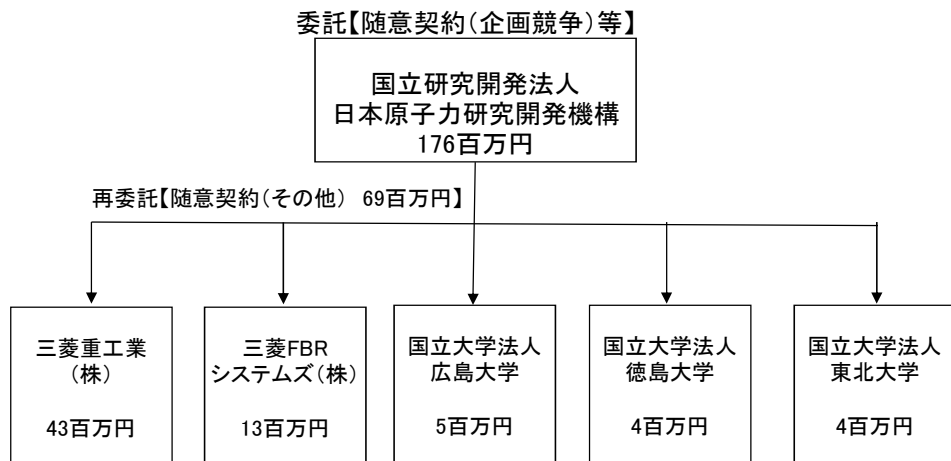 委託【随意契約(企画競争)等】
国立研究開発法人
日本原子力研究開発機構
176百万円
再委託【随意契約(その他) 69百万円】
三菱重工業
(株)
43百万円
三菱FBR
システムズ(株)
13百万円
国立大学法人
広島大学
5百万円
国立大学法人
徳島大学
4百万円
国立大学法人
東北大学
4百万円